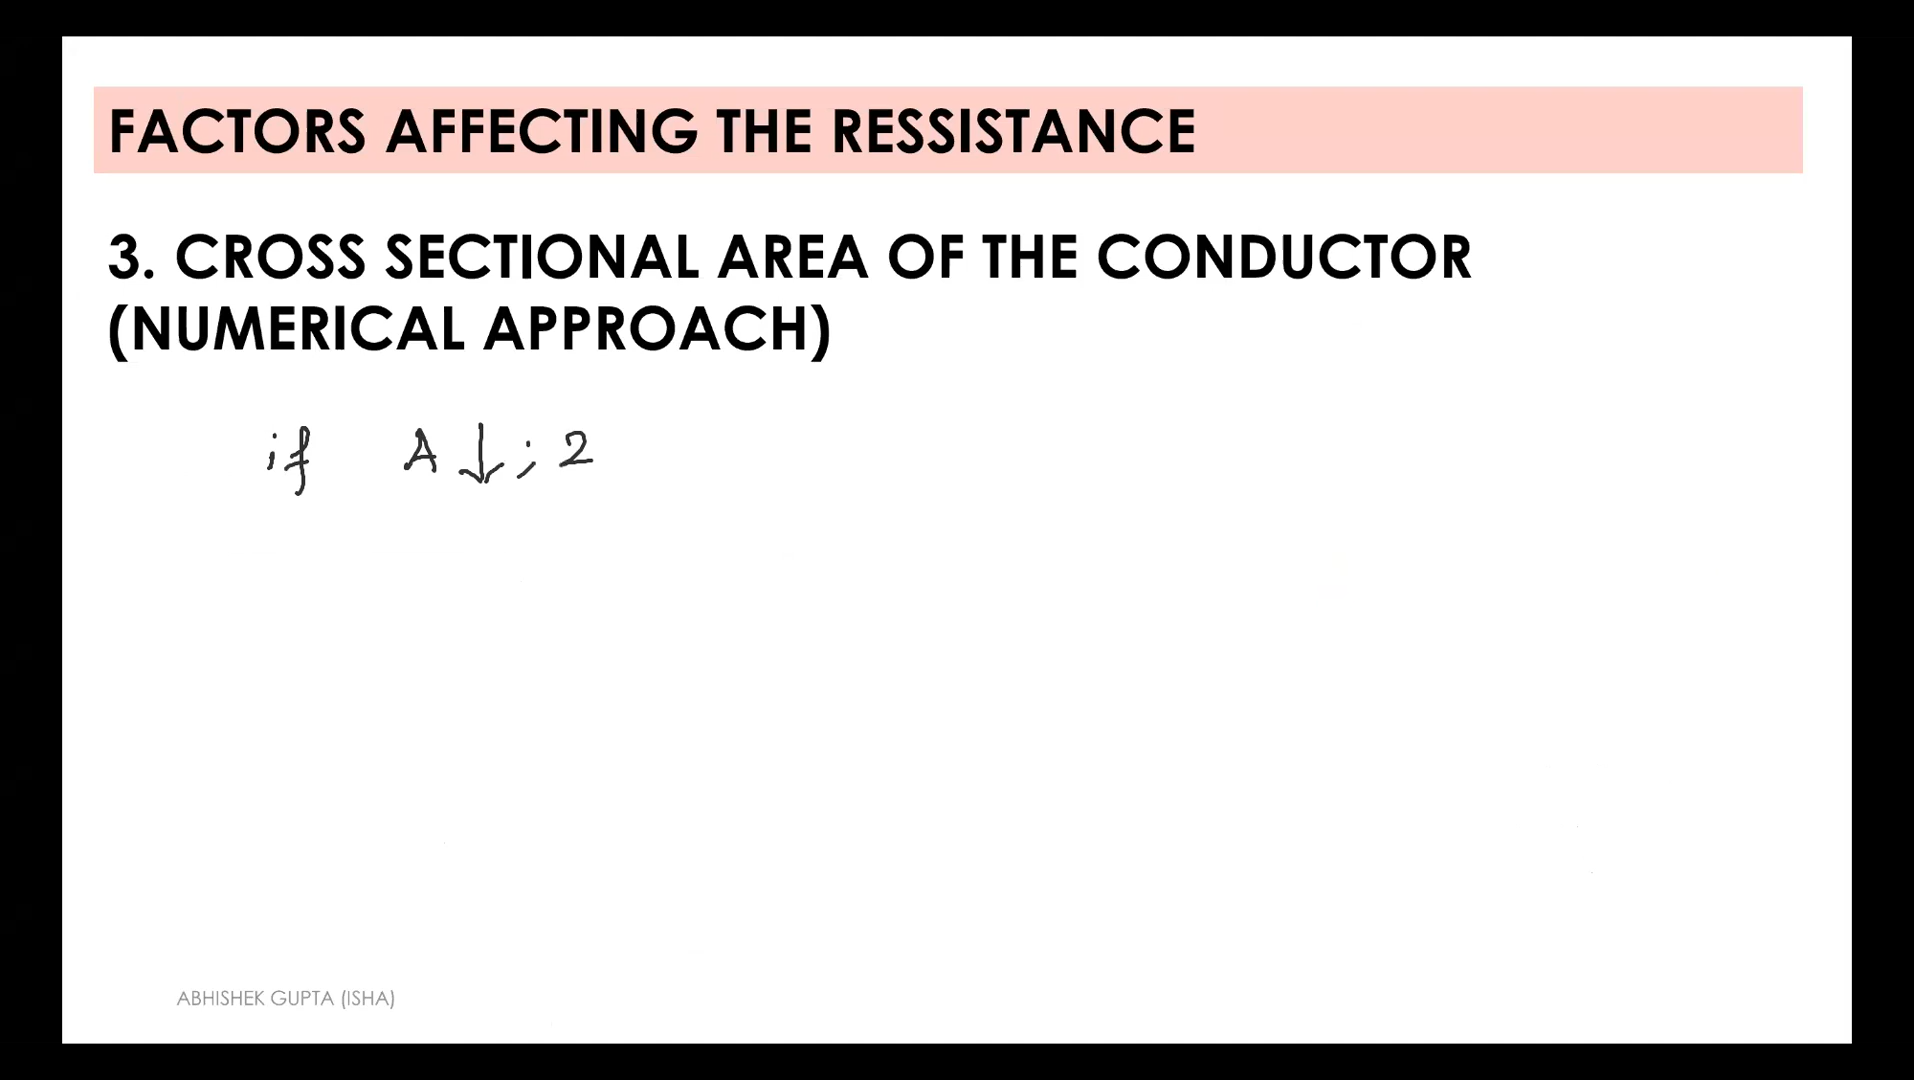 FACTORS AFFECTING THE RESSISTANCE
3. CROSS SECTIONAL AREA OF THE CONDUCTOR
(NUMERICAL APPROACH)
if A ↓ ; 2
ABHISHEK GUPTA (ISHA)